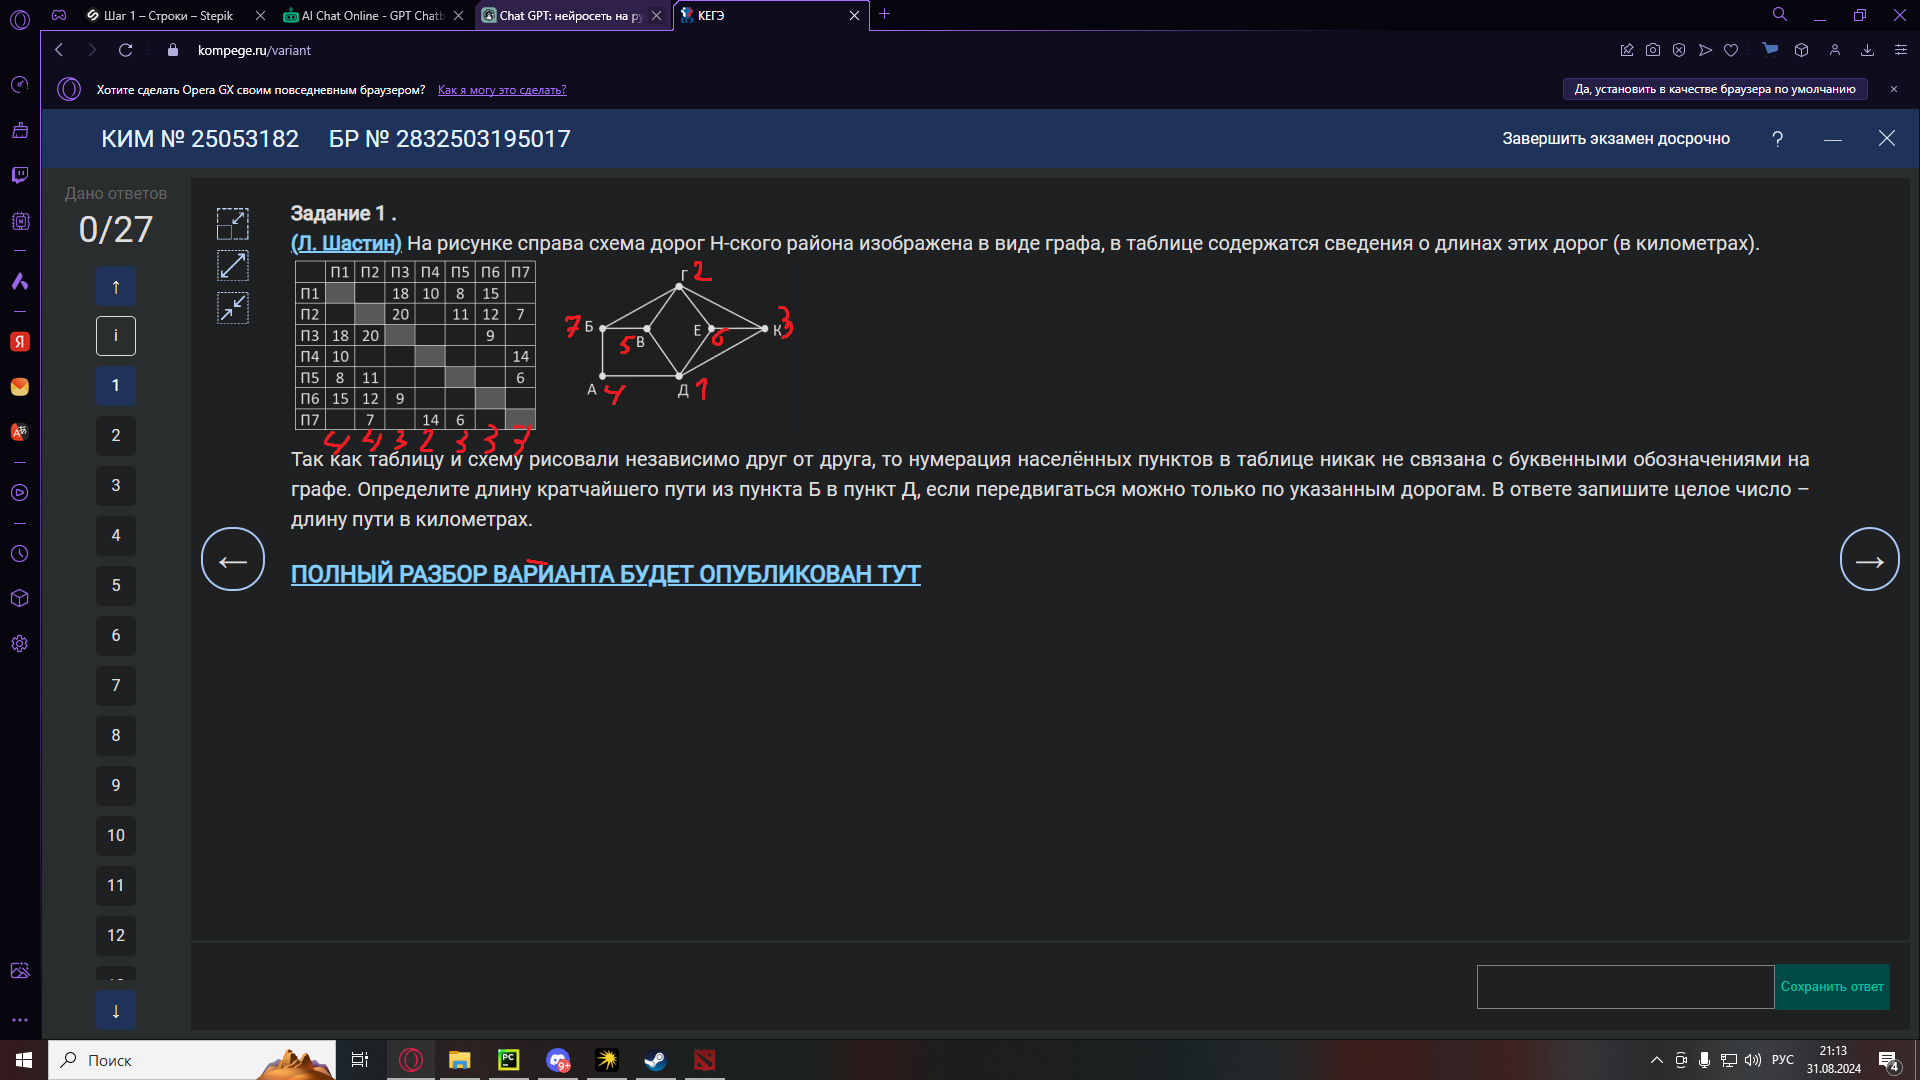 Шаг 1 – Строки – Stepik
AI Chat Online - GPT Chatb
Chat GPT: нейросеть на ру
КЕГЭ
kompege.ru/variant
Хотите сделать Opera GX своим повседневным браузером? Как я могу это сделать?
Да, установить в качестве браузера по умолчанию
КИМ № 25053182 БР № 2832503195017
Завершить экзамен досрочно ?
Дано ответов
0/27
↑
i
1
2
3
4
5
6
7
8
9
10
11
12
↓
Задание 1 .
(Л. Шастин) На рисунке справа схема дорог Н-ского района изображена в виде графа, в таблице содержатся сведения о длинах этих дорог (в километрах).
П1 П2 П3 П4 П5 П6 П7
П1 18 10 8 15
П2 20 11 12 7
П3 18 20 9
П4 10 14
П5 8 11 6
П6 15 12 9
П7 7 14 6
4 4 3 2 3 3 3
Г 2
7 Б
5 В
Е 6
К 3
А 4
Д 1
Так как таблицу и схему рисовали независимо друг от друга, то нумерация населённых пунктов в таблице никак не связана с буквенными обозначениями на
графе. Определите длину кратчайшего пути из пункта Б в пункт Д, если передвигаться можно только по указанным дорогам. В ответе запишите целое число –
длину пути в километрах.
ПОЛНЫЙ РАЗБОР ВАРИАНТА БУДЕТ ОПУБЛИКОВАН ТУТ
←
→
Сохранить ответ
Поиск
PC
9+
РУС
21:13
31.08.2024
4